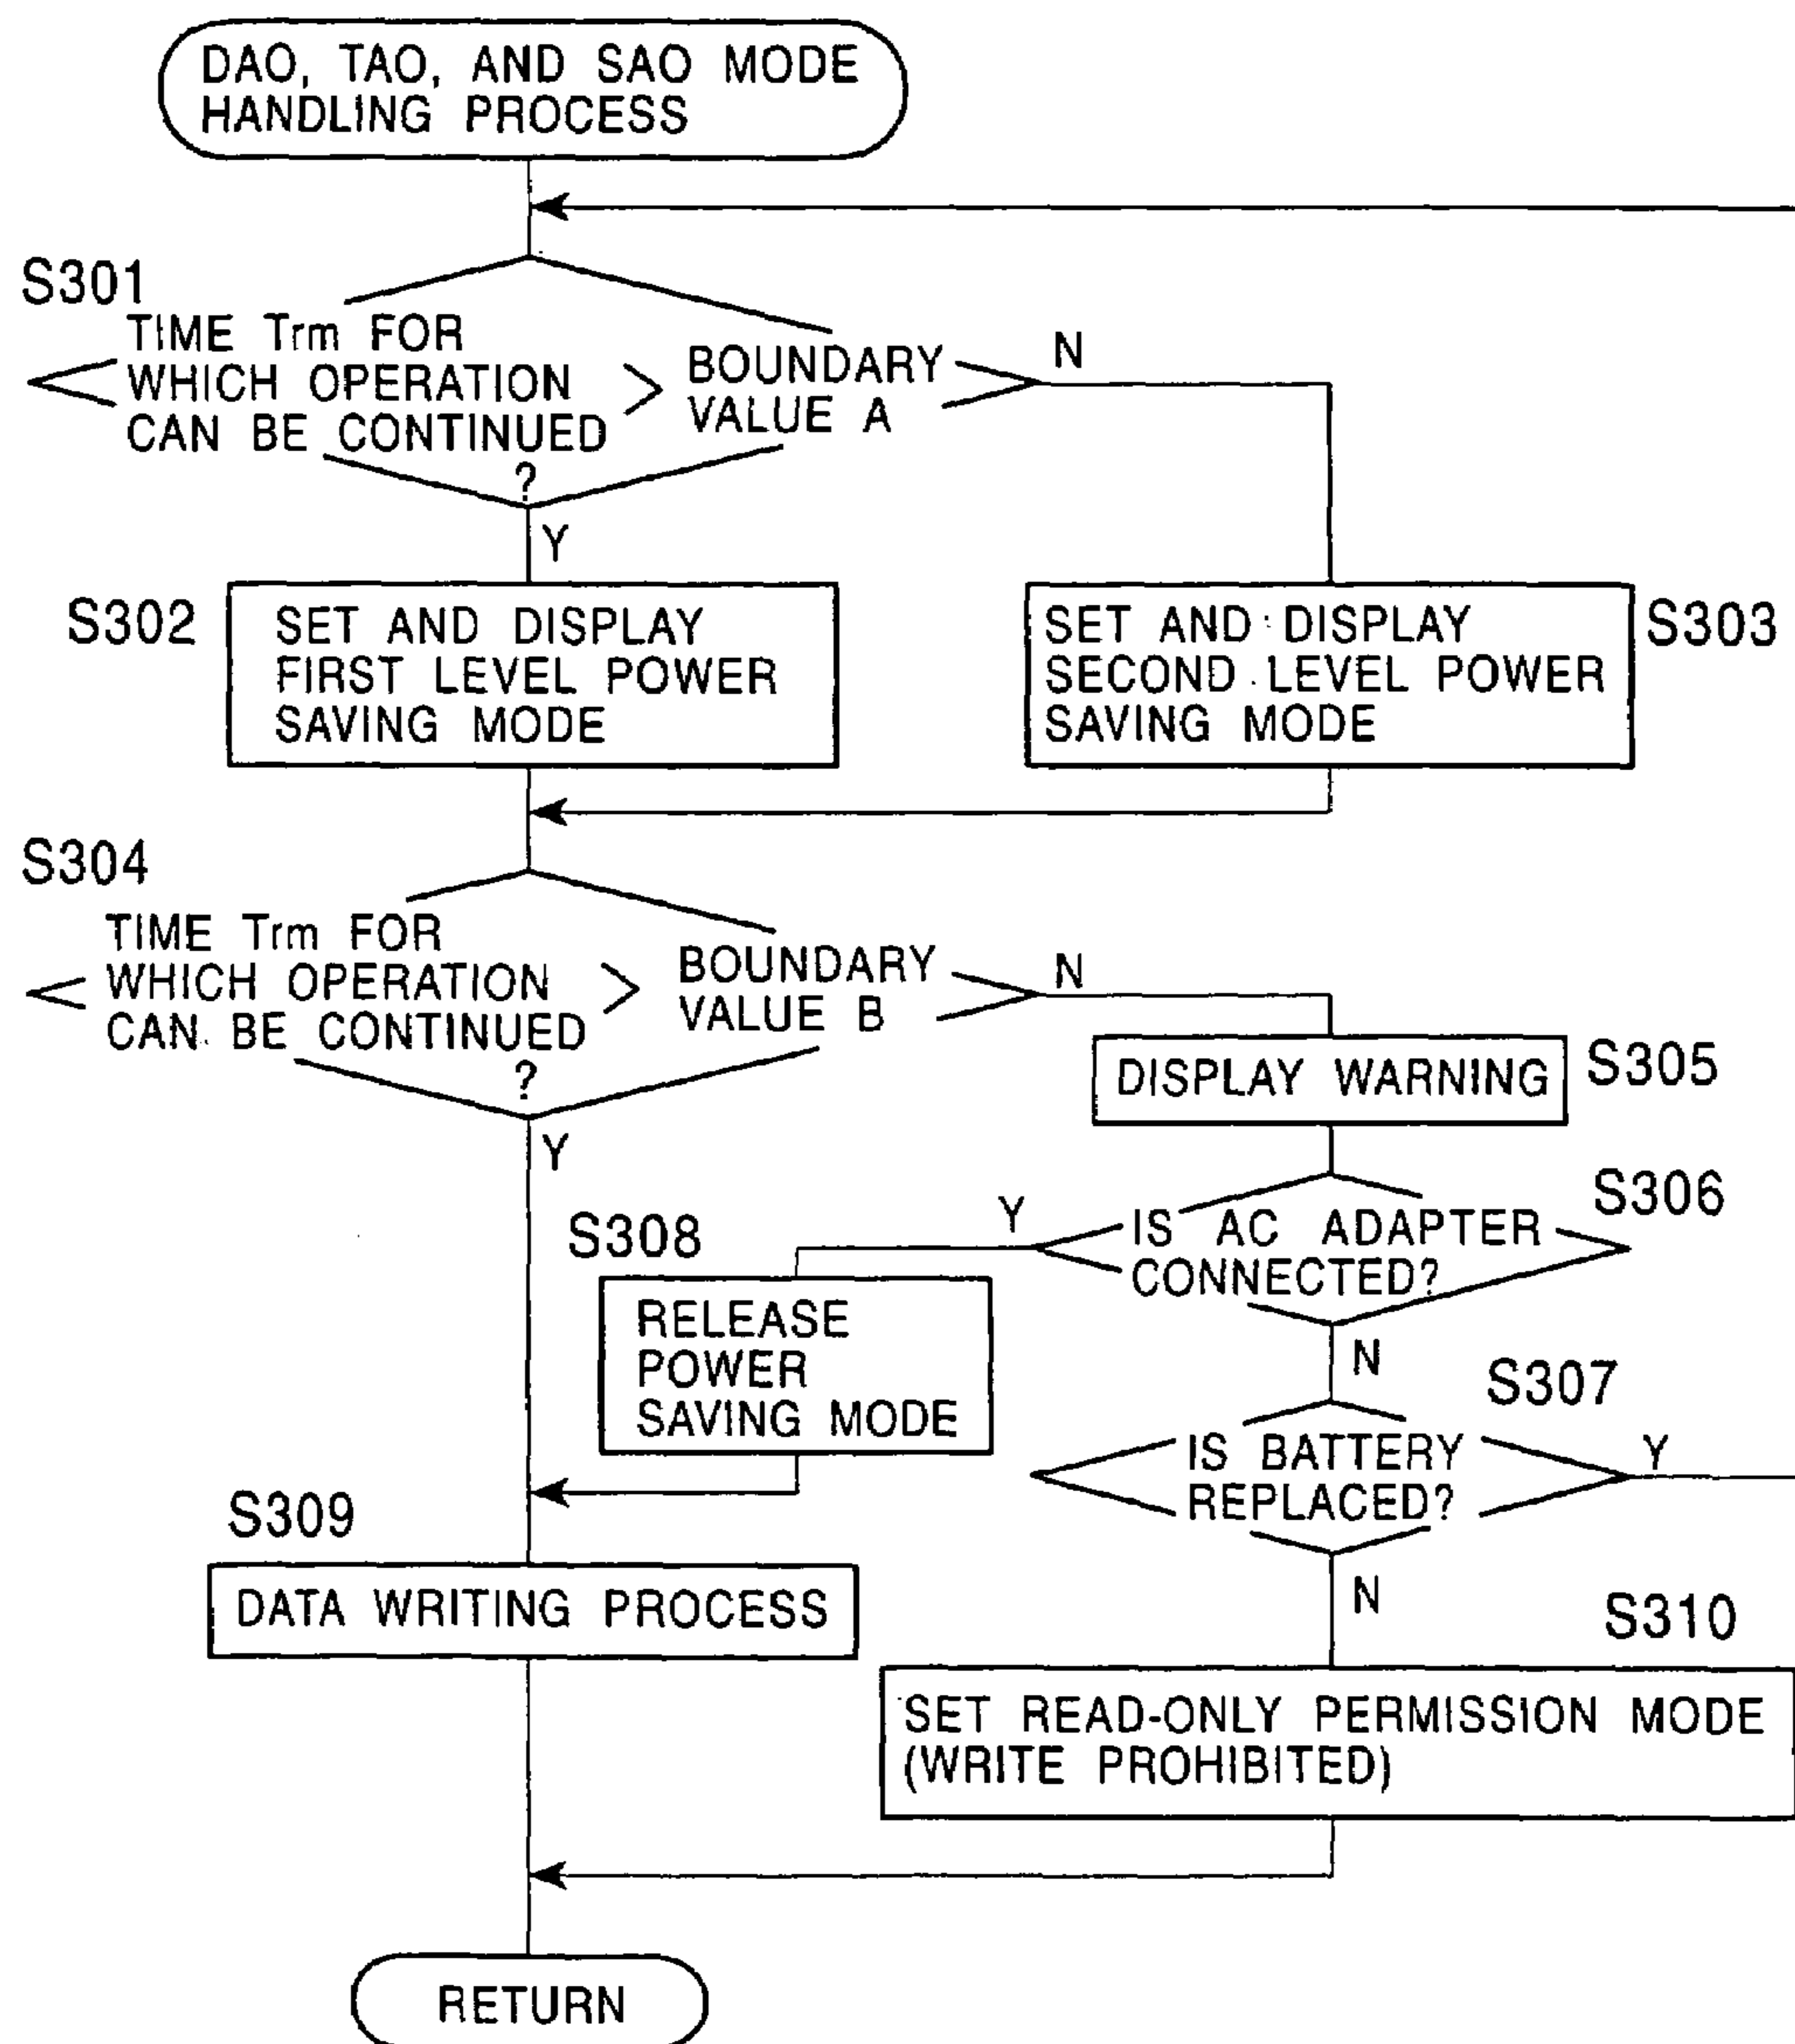 DAO, TAO, AND SAO MODE
HANDLING PROCESS
S301
TIME Trm FOR
WHICH OPERATION
CAN BE CONTINUED
>
BOUNDARY
VALUE A
?
N
Y
S302
SET AND DISPLAY
FIRST LEVEL POWER
SAVING MODE
SET AND DISPLAY
SECOND LEVEL POWER
SAVING MODE
S303
S304
TIME Trm FOR
WHICH OPERATION
CAN BE CONTINUED
>
BOUNDARY
VALUE B
?
N
Y
DISPLAY WARNING
S305
S306
IS AC ADAPTER
CONNECTED?
Y
N
S308
RELEASE
POWER
SAVING MODE
S307
IS BATTERY
REPLACED?
Y
N
S309
DATA WRITING PROCESS
S310
SET READ-ONLY PERMISSION MODE
(WRITE PROHIBITED)
RETURN